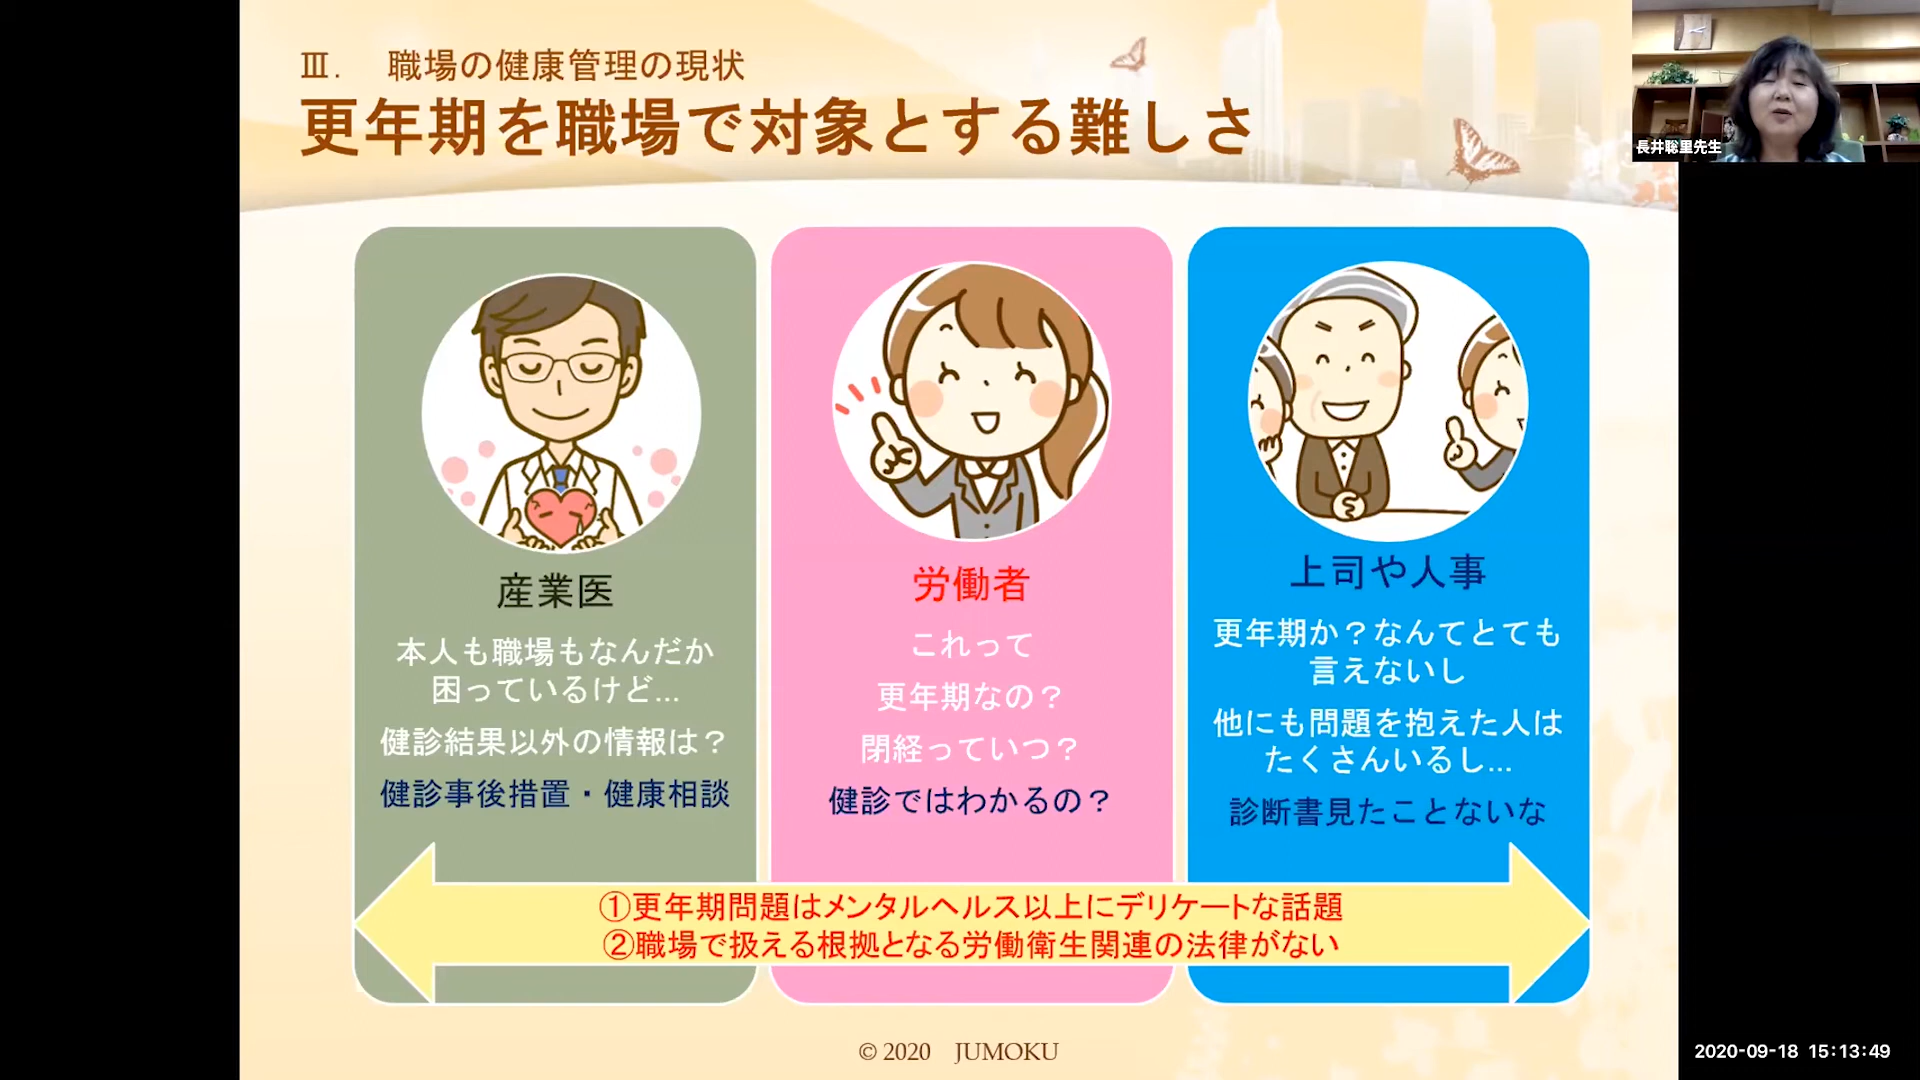 Ⅲ.　職場の健康管理の現状
更年期を職場で対象とする難しさ
長井聡里先生
産業医
本人も職場もなんだか
困っているけど…
健診結果以外の情報は？
健診事後措置・健康相談
労働者
これって
更年期なの？
閉経っていつ？
健診ではわかるの？
上司や人事
更年期か？なんてとても
言えないし
他にも問題を抱えた人は
たくさんいるし…
診断書見たことないな
①更年期問題はメンタルヘルス以上にデリケートな話題
②職場で扱える根拠となる労働衛生関連の法律がない
© 2020　JUMOKU
2020-09-18 15:13:49